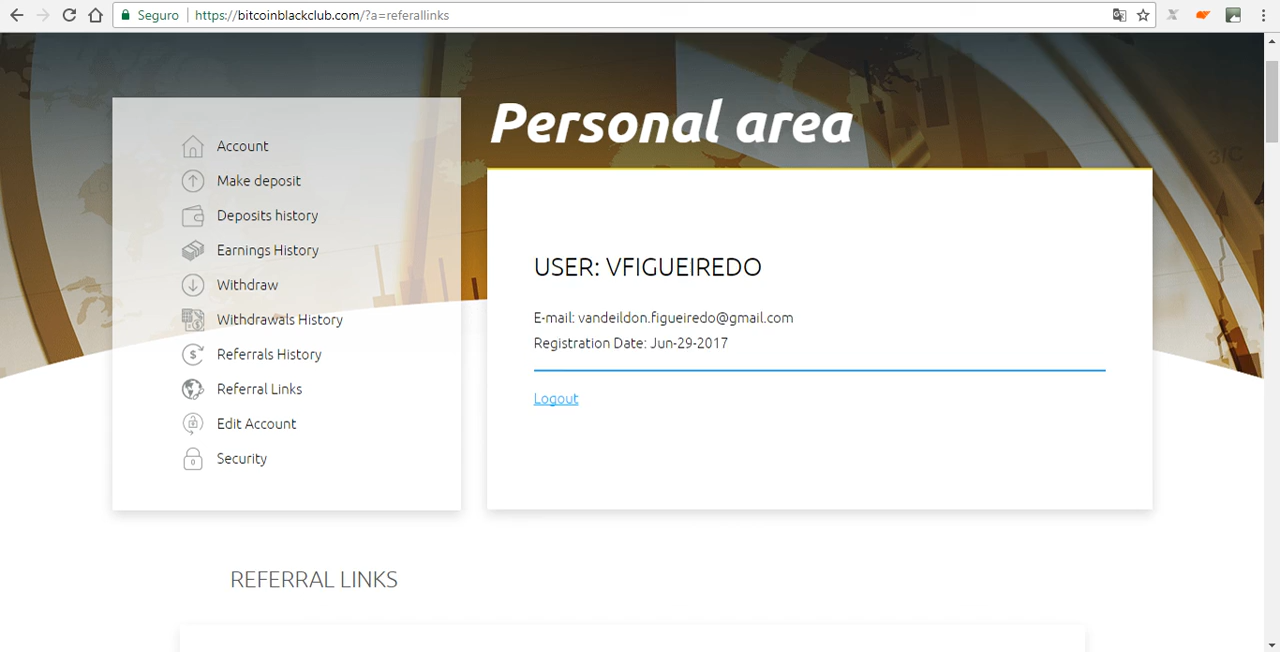 Seguro
https://bitcoinblackclub.com/?a=referallinks
Personal area
Account
Make deposit
Deposits history
Earnings History
Withdraw
Withdrawals History
Referrals History
Referral Links
Edit Account
Security
USER: VFIGUEIREDO
E-mail: vandeildon.figueiredo@gmail.com
Registration Date: Jun-29-2017
Logout
REFERRAL LINKS